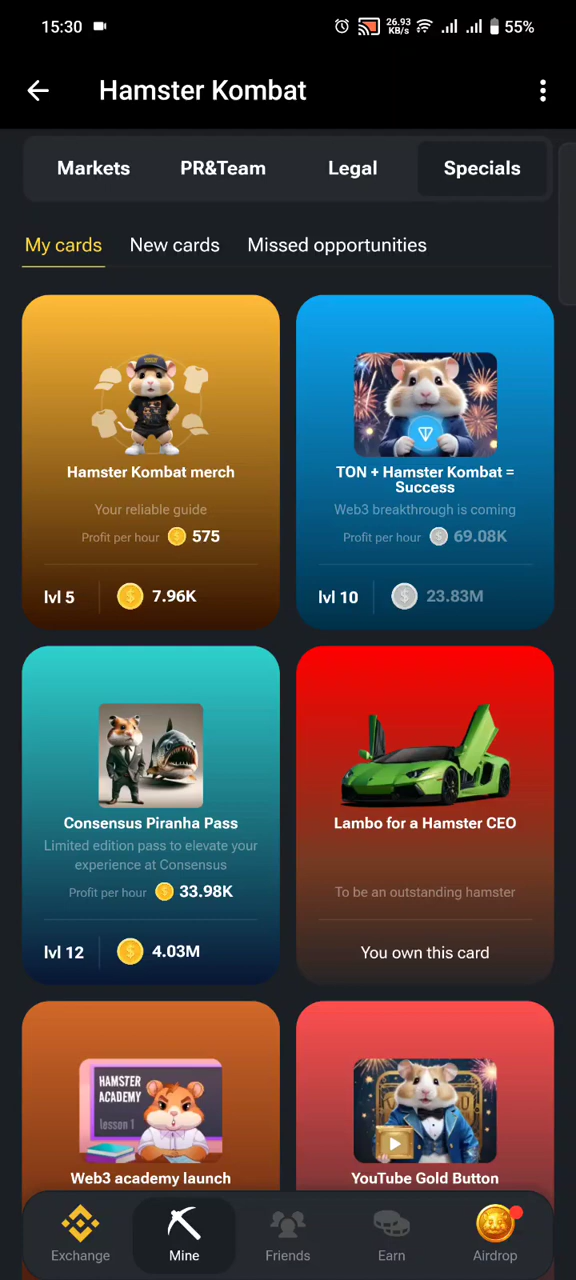 15:30
26.93
KB/s
55%
Hamster Kombat
Markets
PR&Team
Legal
Specials
My cards
New cards
Missed opportunities
Hamster Kombat merch
Your reliable guide
Profit per hour 575
lvl 5 7.96K
TON + Hamster Kombat =
Success
Web3 breakthrough is coming
Profit per hour 69.08K
lvl 10 23.83M
Consensus Piranha Pass
Limited edition pass to elevate your
experience at Consensus
Profit per hour 33.98K
lvl 12 4.03M
Lambo for a Hamster CEO
To be an outstanding hamster
You own this card
HAMSTER
ACADEMY
lesson 1
Web3 academy launch
YouTube Gold Button
Exchange
Mine
Friends
Earn
Airdrop